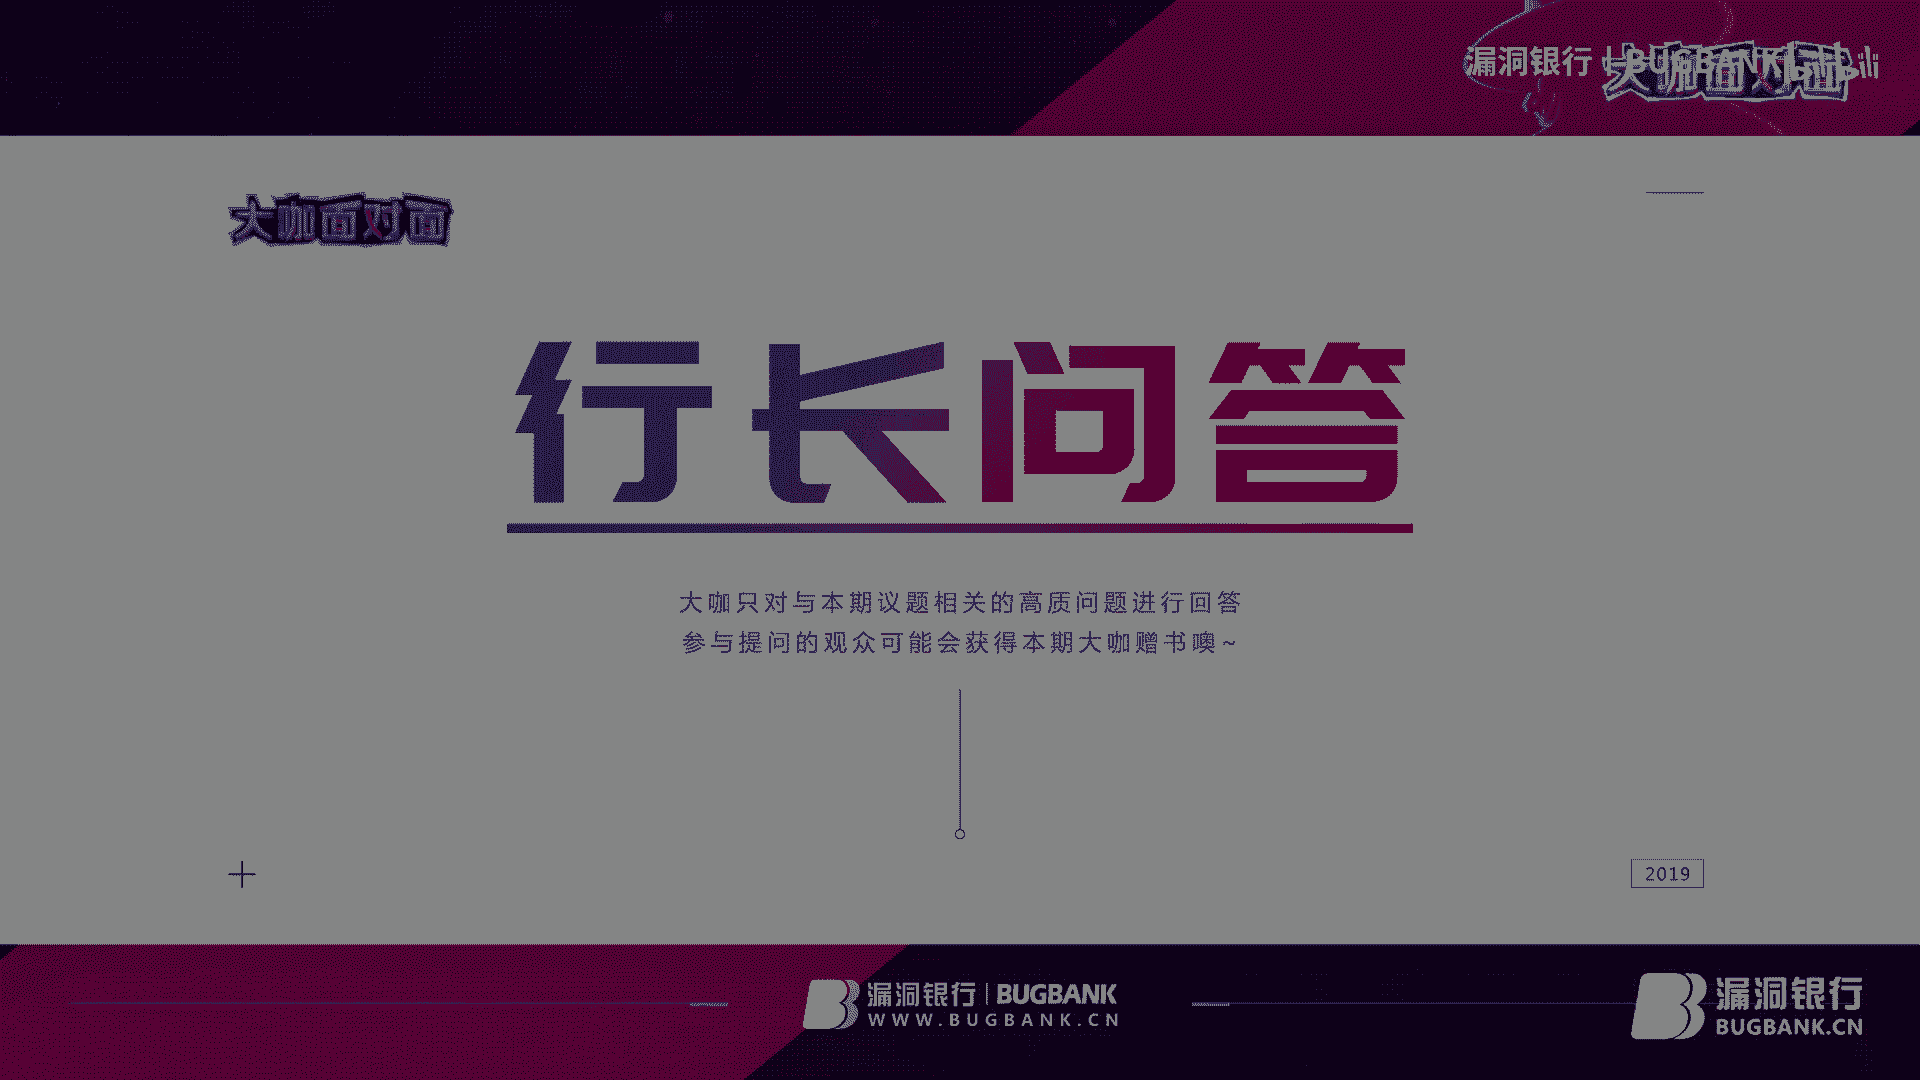 漏洞银行 | BUGBANK bilibili
大咖面对面
大咖面对面
行长问答
大咖只对与本期议题相关的高质问题进行回答
参与提问的观众可能会获得本期大咖赠书噢~
2019
漏洞银行 | BUGBANK
WWW.BUGBANK.CN
漏洞银行
BUGBANK.CN